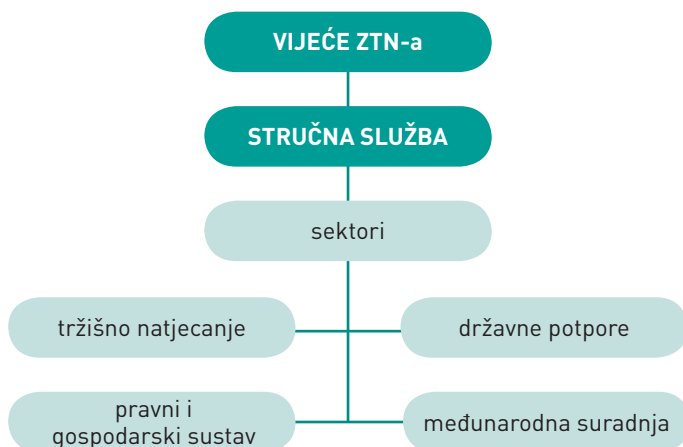 VIJEĆE ZTN-a
STRUČNA SLUŽBA
sektori
tržišno natjecanje
državne potpore
pravni i
gospodarski sustav
međunarodna suradnja